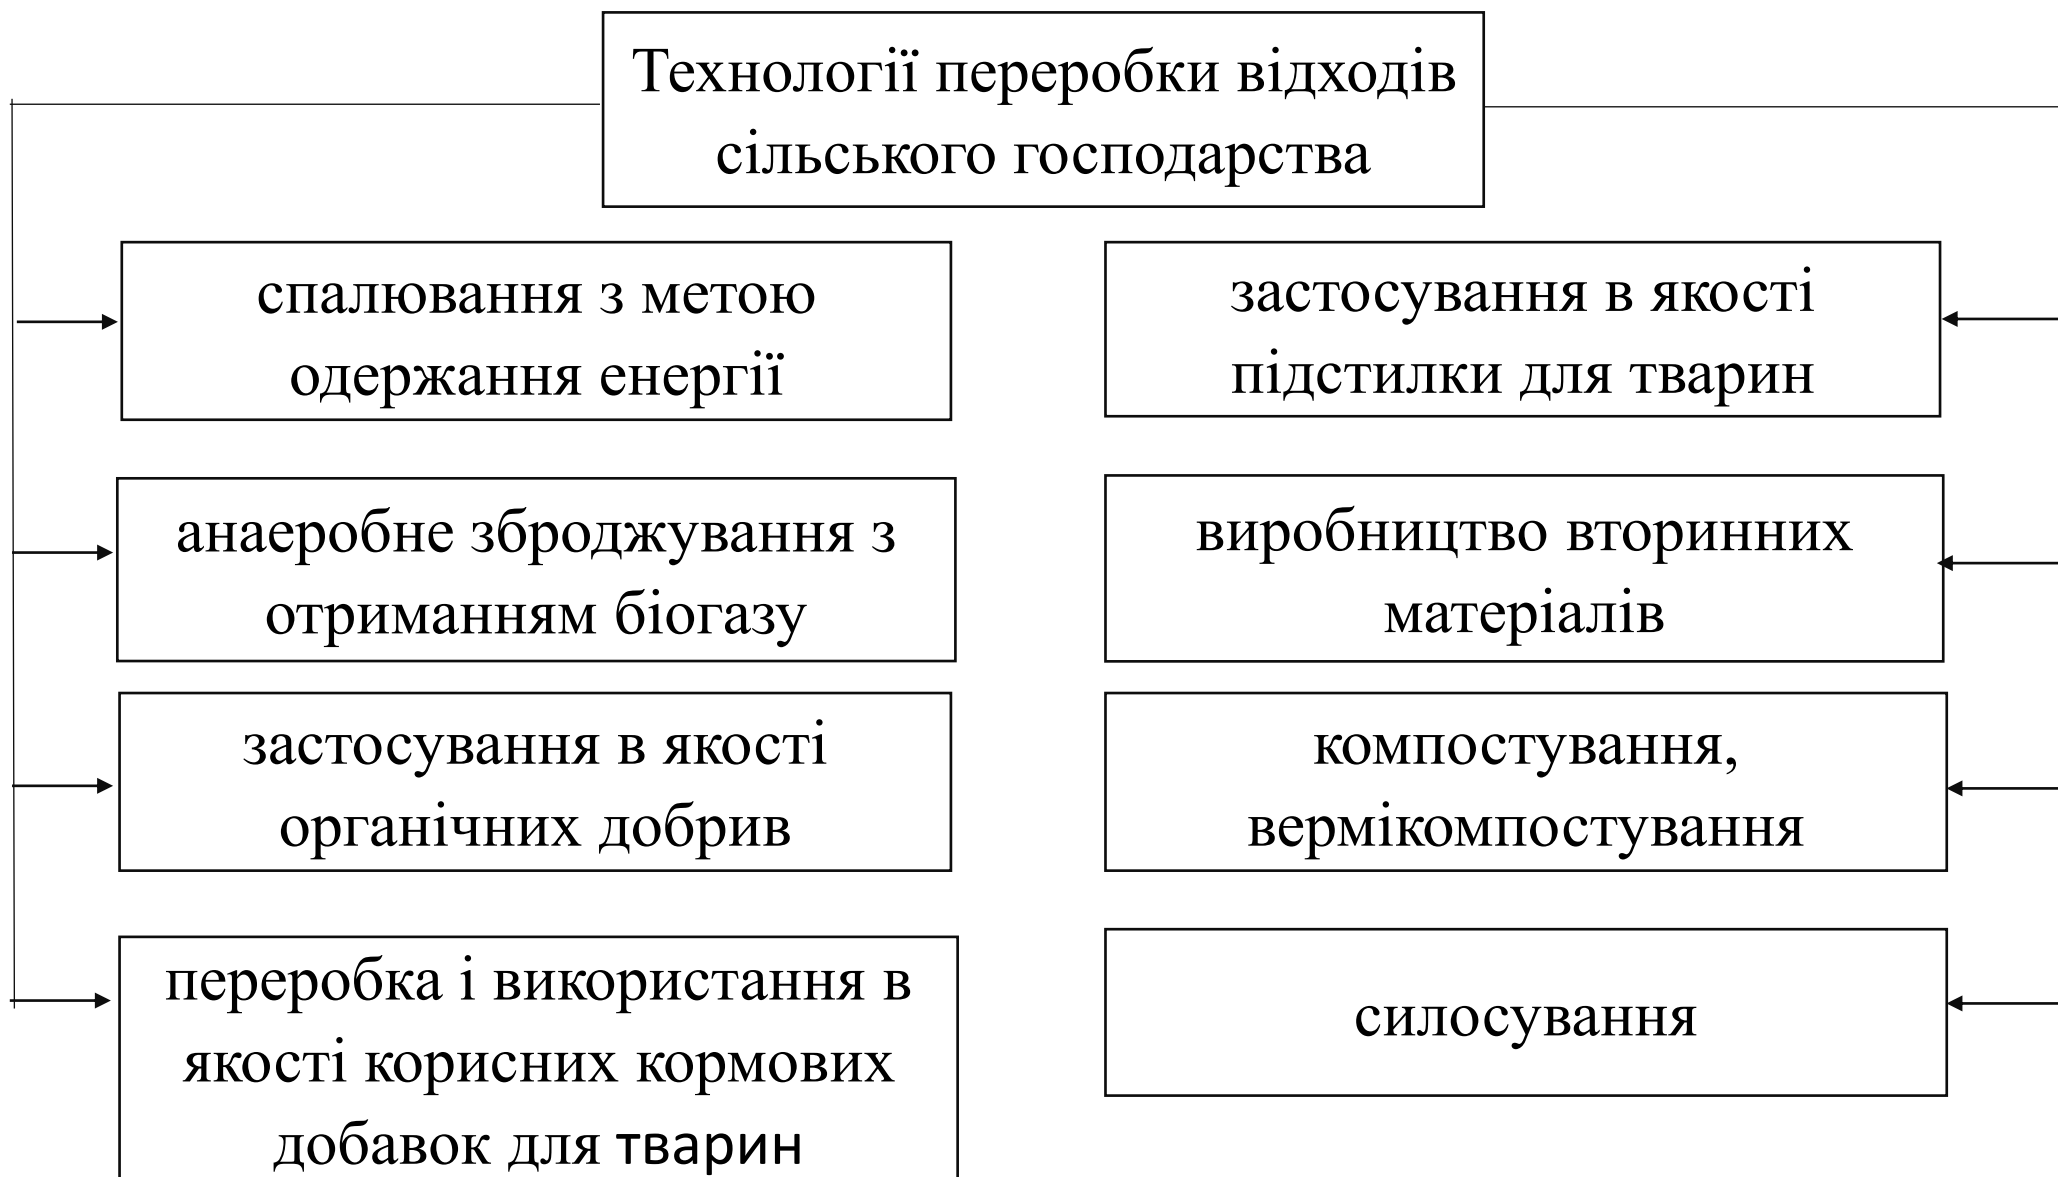 Технології переробки відходів
сільського господарства
спалювання з метою
одержання енергії
анаеробне зброджування з
отриманням біогазу
застосування в якості
органічних добрив
переробка і використання в
якості корисних кормових
добавок для тварин
застосування в якості
підстилки для тварин
виробництво вторинних
матеріалів
компостування,
вермікомпостування
силосування